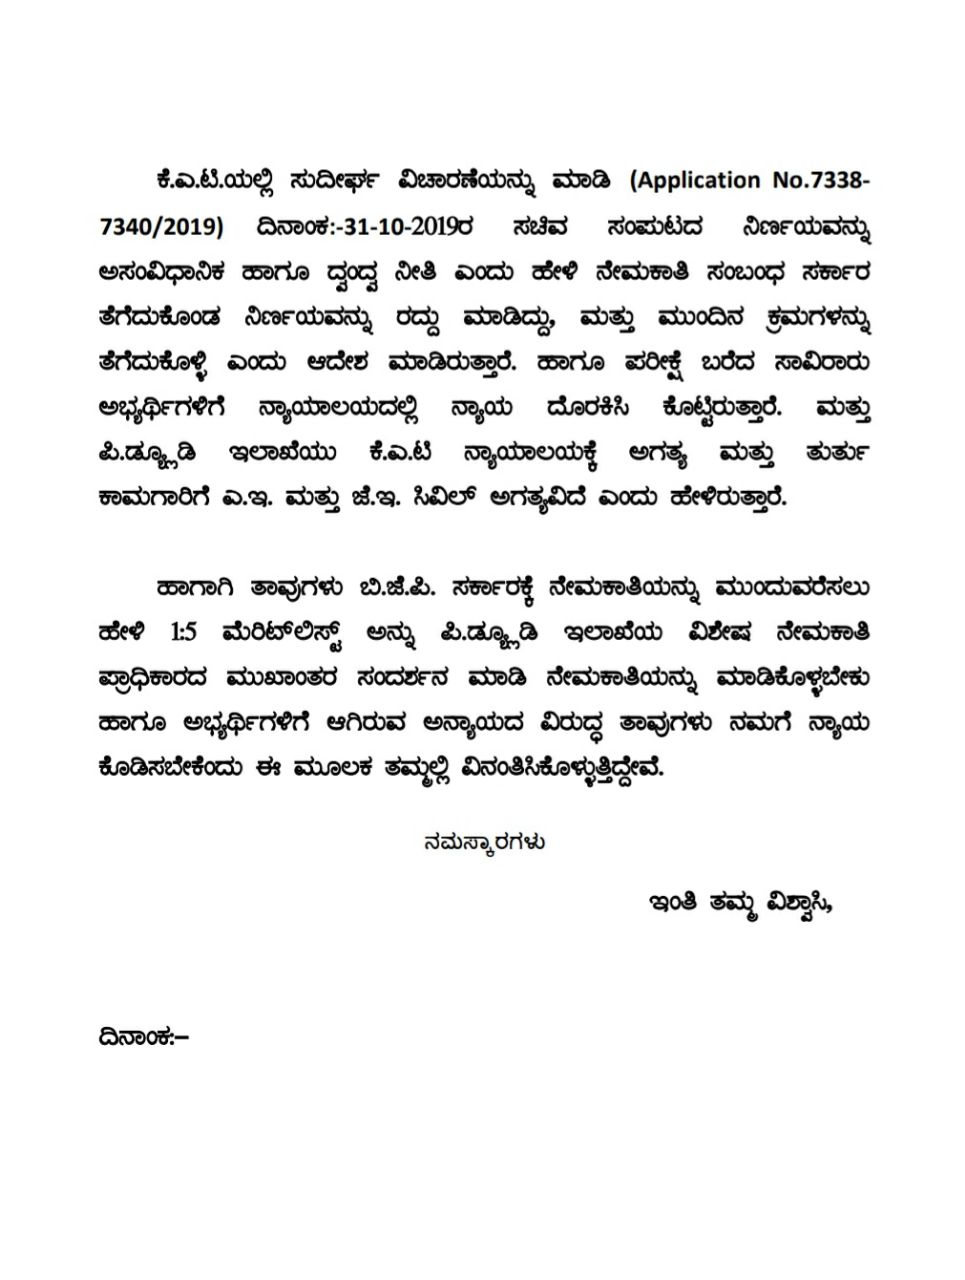 ಕೆ.ಎ.ಟಿ.ಯಲ್ಲಿ ಸುದೀರ್ಘ ವಿಚಾರಣೆಯನ್ನು ಮಾಡಿ (Application No.7338-
7340/2019) ದಿನಾಂಕ:-31-10-2019ರ ಸಚಿವ ಸಂಪುಟದ ನಿರ್ಣಯವನ್ನು
ಅಸಂವಿಧಾನಿಕ ಹಾಗೂ ದ್ವಂದ್ವ ನೀತಿ ಎಂದು ಹೇಳಿ ನೇಮಕಾತಿ ಸಂಬಂಧ ಸರ್ಕಾರ
ತೆಗೆದುಕೊಂಡ ನಿರ್ಣಯವನ್ನು ರದ್ದು ಮಾಡಿದ್ದು, ಮತ್ತು ಮುಂದಿನ ಕ್ರಮಗಳನ್ನು
ತೆಗೆದುಕೊಳ್ಳಿ ಎಂದು ಆದೇಶ ಮಾಡಿರುತ್ತಾರೆ. ಹಾಗೂ ಪರೀಕ್ಷೆ ಬರೆದ ಸಾವಿರಾರು
ಅಭ್ಯರ್ಥಿಗಳಿಗೆ ನ್ಯಾಯಾಲಯದಲ್ಲಿ ನ್ಯಾಯ ದೊರಕಿಸಿ ಕೊಟ್ಟಿರುತ್ತಾರೆ. ಮತ್ತು
ಪಿ.ಡ್ಬ್ಲ್ಯೂಡಿ ಇಲಾಖೆಯು ಕೆ.ಎ.ಟಿ ನ್ಯಾಯಾಲಯಕ್ಕೆ ಅಗತ್ಯ ಮತ್ತು ತುರ್ತು
ಕಾಮಗಾರಿಗೆ ಎ.ಇ. ಮತ್ತು ಜೆ.ಇ. ಸಿವಿಲ್ ಅಗತ್ಯವಿದೆ ಎಂದು ಹೇಳಿರುತ್ತಾರೆ.
ಹಾಗಾಗಿ ತಾವುಗಳು ಬಿ.ಜೆ.ಪಿ. ಸರ್ಕಾರಕ್ಕೆ ನೇಮಕಾತಿಯನ್ನು ಮುಂದುವರೆಸಲು
ಹೇಳಿ 1:5 ಮೆರಿಟ್‌ಲಿಸ್ಟ್ ಅನ್ನು ಪಿ.ಡ್ಬ್ಲ್ಯೂಡಿ ಇಲಾಖೆಯ ವಿಶೇಷ ನೇಮಕಾತಿ
ಪ್ರಾಧಿಕಾರದ ಮುಖಾಂತರ ಸಂದರ್ಶನ ಮಾಡಿ ನೇಮಕಾತಿಯನ್ನು ಮಾಡಿಕೊಳ್ಳಬೇಕು
ಹಾಗೂ ಅಭ್ಯರ್ಥಿಗಳಿಗೆ ಆಗಿರುವ ಅನ್ಯಾಯದ ವಿರುದ್ಧ ತಾವುಗಳು ನಮಗೆ ನ್ಯಾಯ
ಕೊಡಿಸಬೇಕೆಂದು ಈ ಮೂಲಕ ತಮ್ಮಲ್ಲಿ ವಿನಂತಿಸಿಕೊಳ್ಳುತ್ತಿದ್ದೇವೆ.
ನಮಸ್ಕಾರಗಳು
ಇಂತಿ ತಮ್ಮ ವಿಶ್ವಾಸಿ,
ದಿನಾಂಕ:–